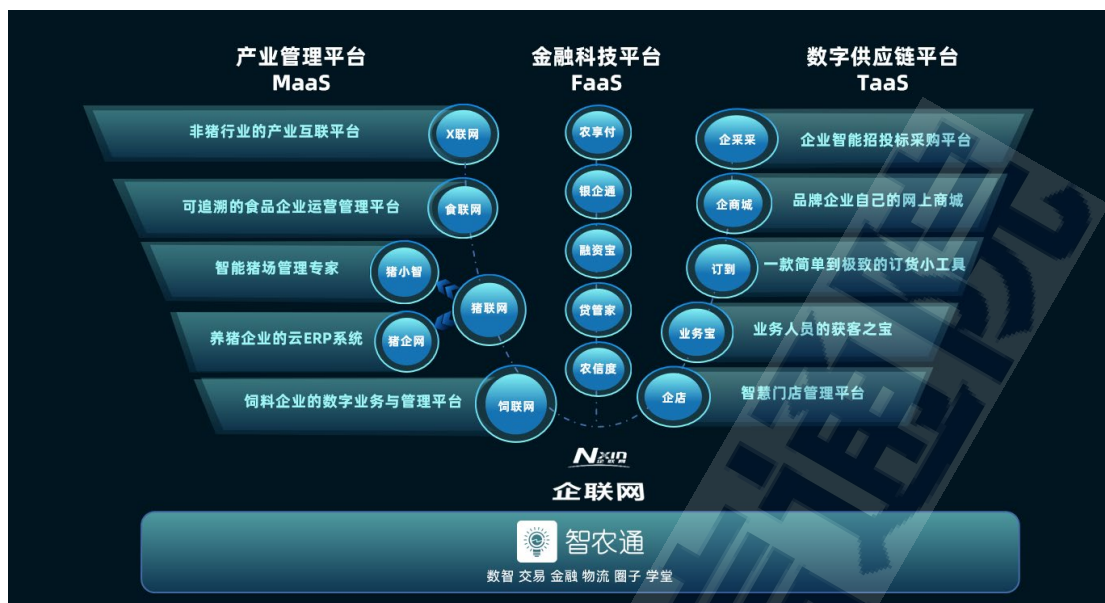 产业管理平台
MaaS
非猪行业的产业互联平台
X联网
可追溯的食品企业运营管理平台
食联网
智能猪场管理专家
猪小智
猪联网
养猪企业的云ERP系统
猪企网
饲料企业的数字业务与管理平台
饲联网
金融科技平台
FaaS
农享付
银企通
融资宝
贷管家
农信度
数字供应链平台
TaaS
企采采
企业智能招投标采购平台
企商城
品牌企业自己的网上商城
订到
一款简单到极致的订货小工具
业务宝
业务人员的获客之宝
企店
智慧门店管理平台
Nxin
企联网
智农通
数智 交易 金融 物流 圈子 学堂